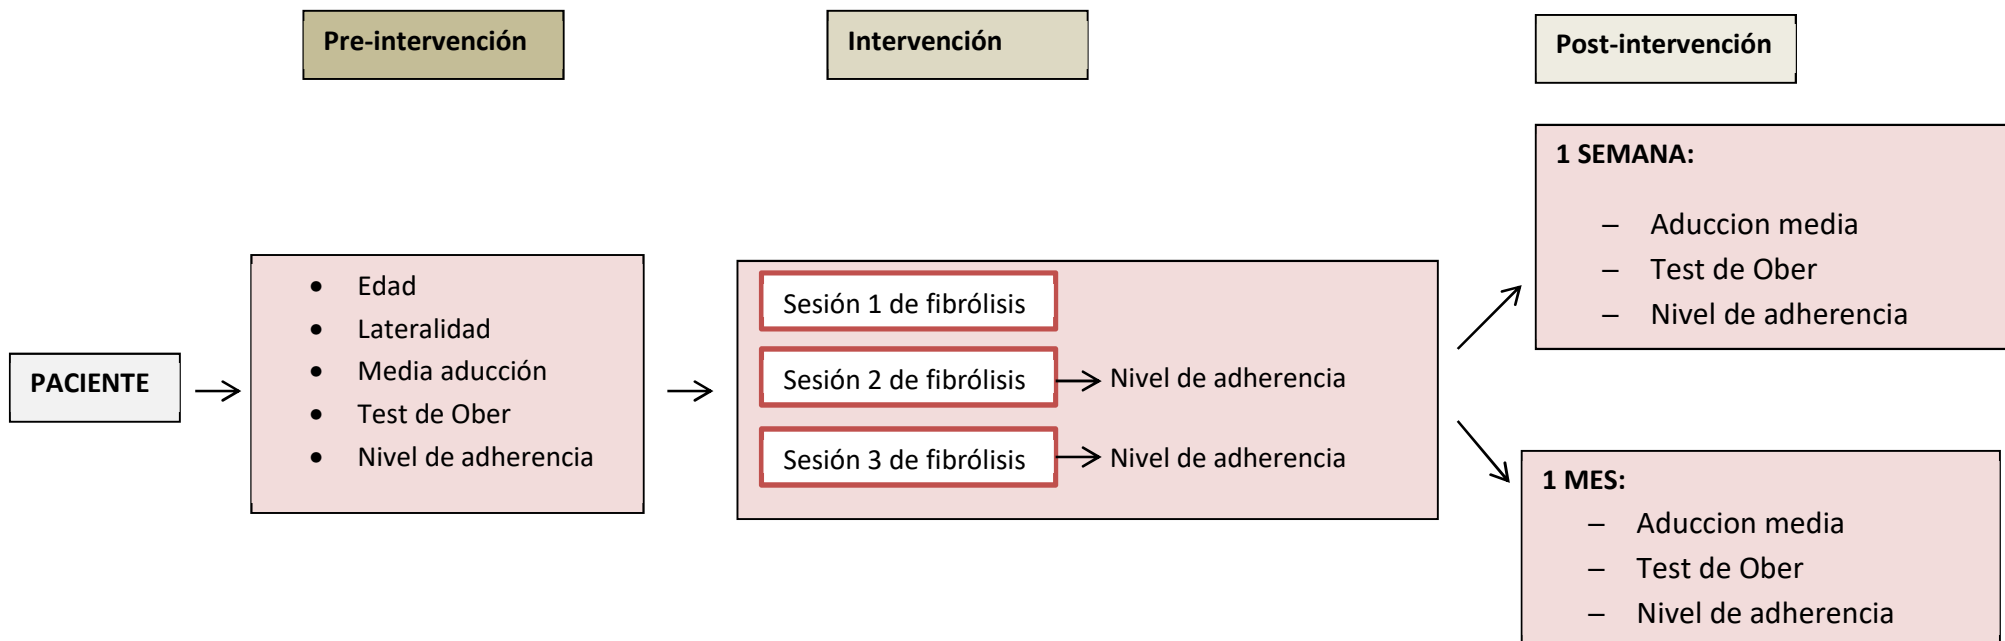 Pre-intervención
Intervención
Post-intervención
PACIENTE
• Edad
• Lateralidad
• Media aducción
• Test de Ober
• Nivel de adherencia
Sesión 1 de fibrólisis
Sesión 2 de fibrólisis
Nivel de adherencia
Sesión 3 de fibrólisis
Nivel de adherencia
1 SEMANA:
– Aduccion media
– Test de Ober
– Nivel de adherencia
1 MES:
– Aduccion media
– Test de Ober
– Nivel de adherencia